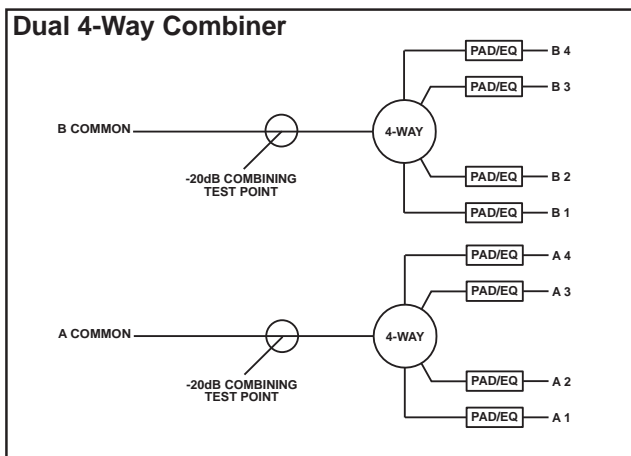 Dual 4-Way Combiner
PAD/EQ B 4
PAD/EQ B 3
B COMMON
4-WAY
-20dB COMBINING
TEST POINT
PAD/EQ B 2
PAD/EQ B 1
PAD/EQ A 4
PAD/EQ A 3
A COMMON
4-WAY
-20dB COMBINING
TEST POINT
PAD/EQ A 2
PAD/EQ A 1